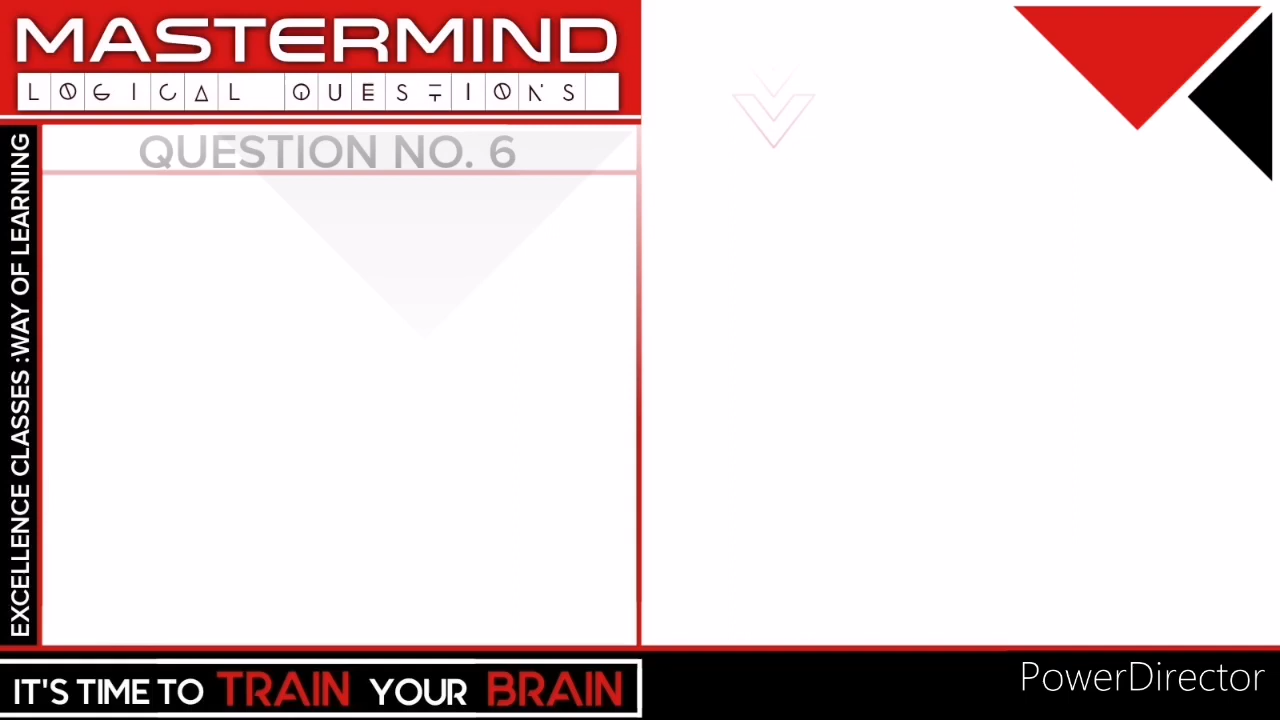 MASTERMIND
LOGICAL QUESTIONS
QUESTION NO. 6
EXCELLENCE CLASSES :WAY OF LEARNING
IT'S TIME TO TRAIN YOUR BRAIN
PowerDirector